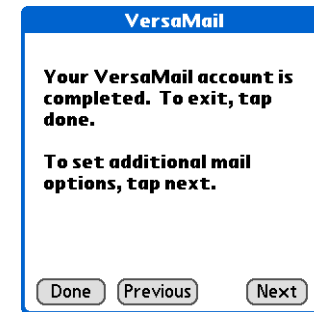 VersaMail
Your VersaMail account is
completed. To exit, tap
done.
To set additional mail
options, tap next.
Done Previous Next